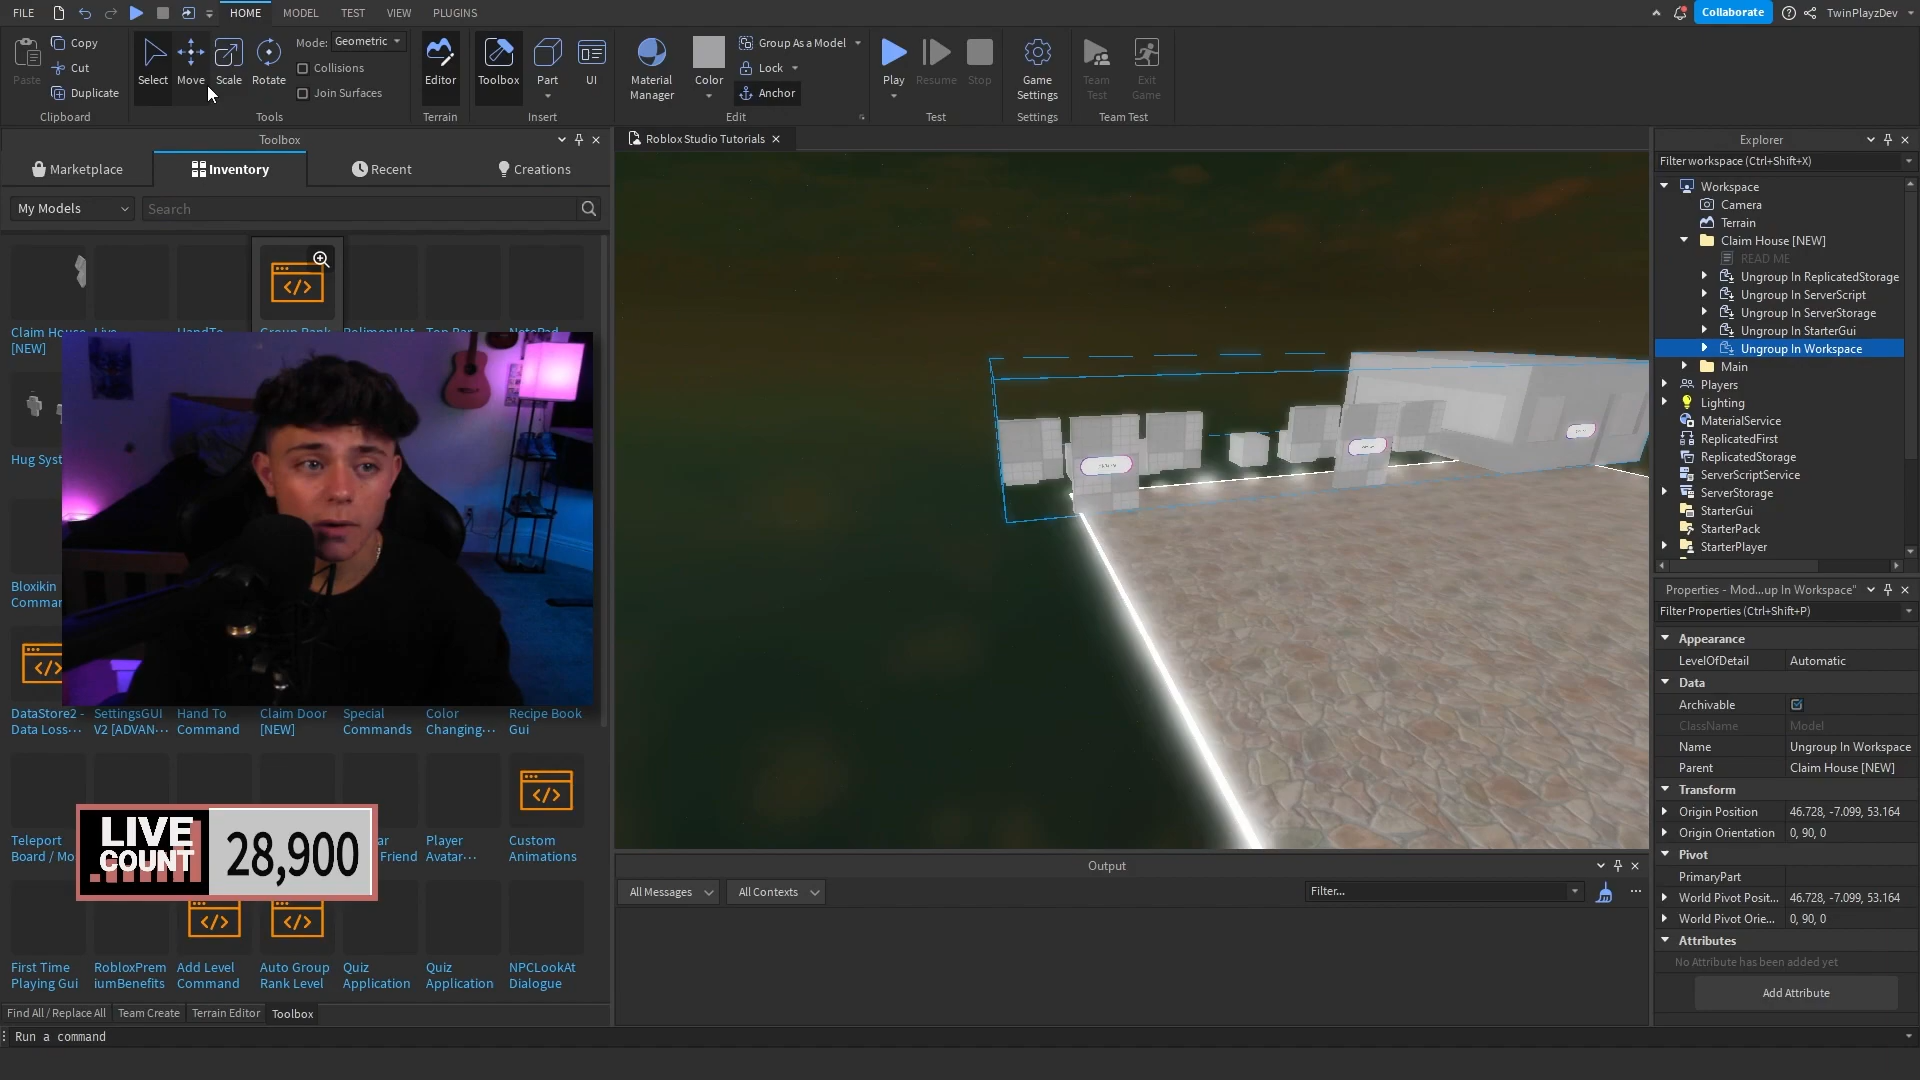 FILE
HOME
MODEL
TEST
VIEW
PLUGINS
Collaborate
TwinPlayzDev
Paste
Copy
Cut
Duplicate
Clipboard
Select
Move
Scale
Rotate
Mode: Geometric
Collisions
Join Surfaces
Tools
Editor
Terrain
Toolbox
Part
UI
Insert
Material
Manager
Color
Group As a Model
Lock
Anchor
Edit
Play
Resume
Stop
Test
Game
Settings
Settings
Team
Test
Exit
Game
Team Test
Toolbox
Marketplace
Inventory
Recent
Creations
My Models
Search
Claim House
[NEW]
Hug Syst
Bloxikin
DataStore2 -
Data Loss...
SettingsGUI
V2 [ADVAN...
Hand To
Command
Claim Door
[NEW]
Special
Commands
Color
Changing...
Recipe Book
Gui
Teleport
Board / Mo
Friend
Player
Avatar...
Custom
Animations
LIVE
COUNT
28,900
First Time
Playing Gui
RobloxPrem
iumBenefits
Add Level
Command
Auto Group
Rank Level
Quiz
Application
Quiz
Application
NPCLookAt
Dialogue
Find All / Replace All
Team Create
Terrain Editor
Toolbox
Run a command
Roblox Studio Tutorials
Output
All Messages
All Contexts
Filter...
Explorer
Filter workspace (Ctrl+Shift+X)
Workspace
Camera
Terrain
Claim House [NEW]
READ ME
Ungroup In ReplicatedStorage
Ungroup In ServerScript
Ungroup In ServerStorage
Ungroup In StarterGui
Ungroup In Workspace
Main
Players
Lighting
MaterialService
ReplicatedFirst
ReplicatedStorage
ServerScriptService
ServerStorage
StarterGui
StarterPack
StarterPlayer
Properties - Mod...up In Workspace"
Filter Properties (Ctrl+Shift+P)
Appearance
LevelOfDetail Automatic
Data
Archivable
ClassName Model
Name Ungroup In Workspace
Parent Claim House [NEW]
Transform
Origin Position 46.728, -7.099, 53.164
Origin Orientation 0, 90, 0
Pivot
PrimaryPart
World Pivot Posit... 46.728, -7.099, 53.164
World Pivot Orie... 0, 90, 0
Attributes
No Attribute has been added yet
Add Attribute